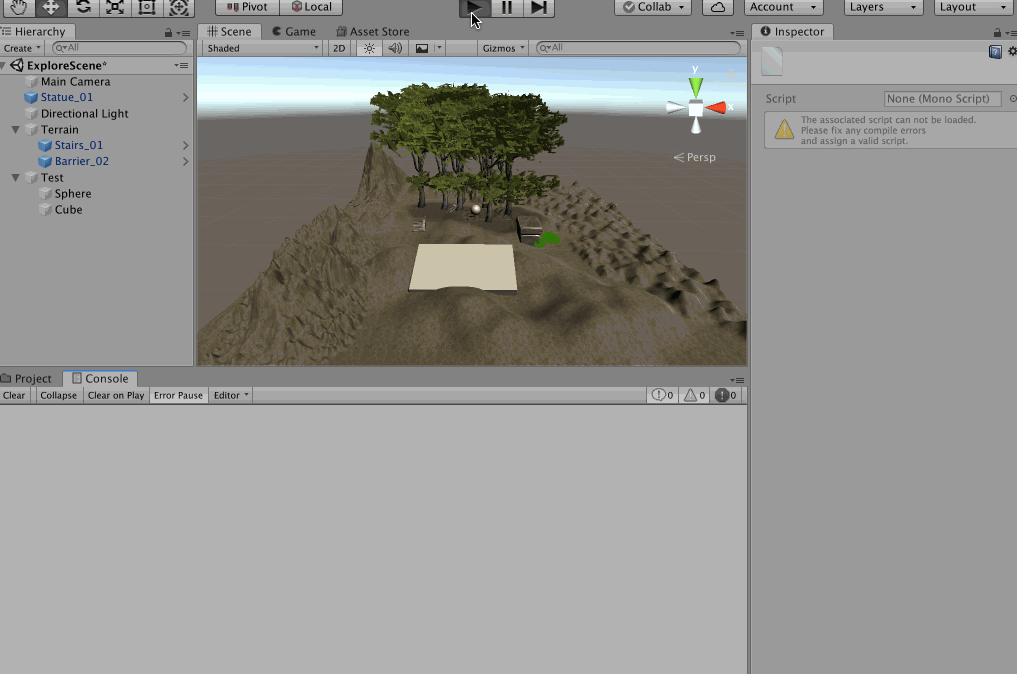 Pivot Local Collab Account Layers Layout
Hierarchy
Create All
ExploreScene*
Main Camera
Statue_01
Directional Light
Terrain
Stairs_01
Barrier_02
Test
Sphere
Cube
Scene Game Asset Store
Shaded 2D Gizmos All
y
x
Persp
Inspector
Script None (Mono Script)
The associated script can not be loaded.
Please fix any compile errors
and assign a valid script.
Project Console
Clear Collapse Clear on Play Error Pause Editor 0 0 0